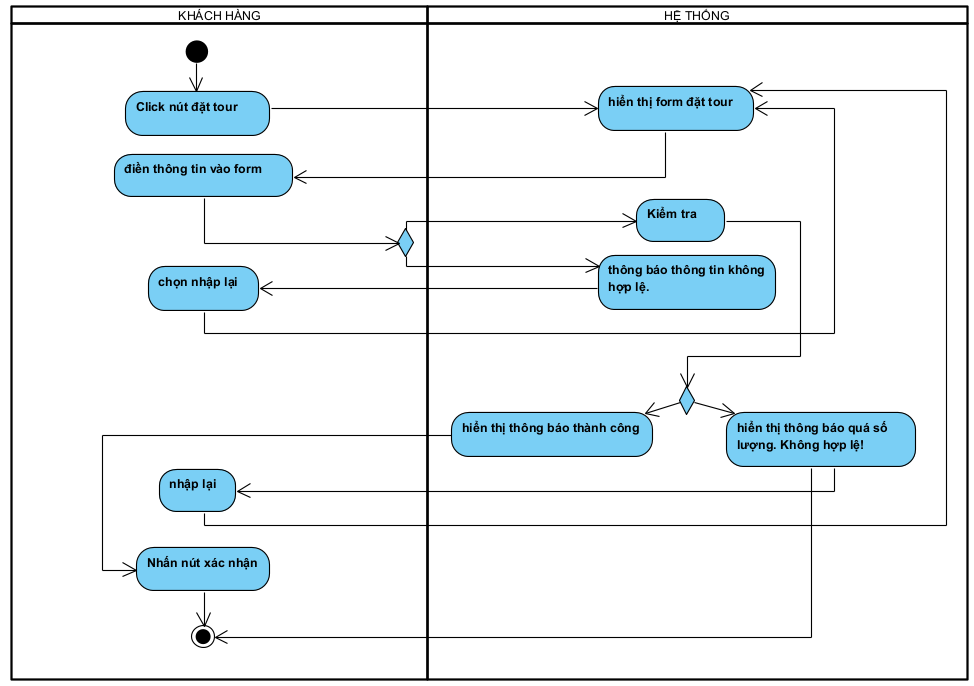 KHÁCH HÀNG
HỆ THỐNG
Click nút đặt tour
hiển thị form đặt tour
điền thông tin vào form
Kiểm tra
thông báo thông tin không
hợp lệ.
chọn nhập lại
hiển thị thông báo thành công
hiển thị thông báo quá số
lượng. Không hợp lệ!
nhập lại
Nhấn nút xác nhận